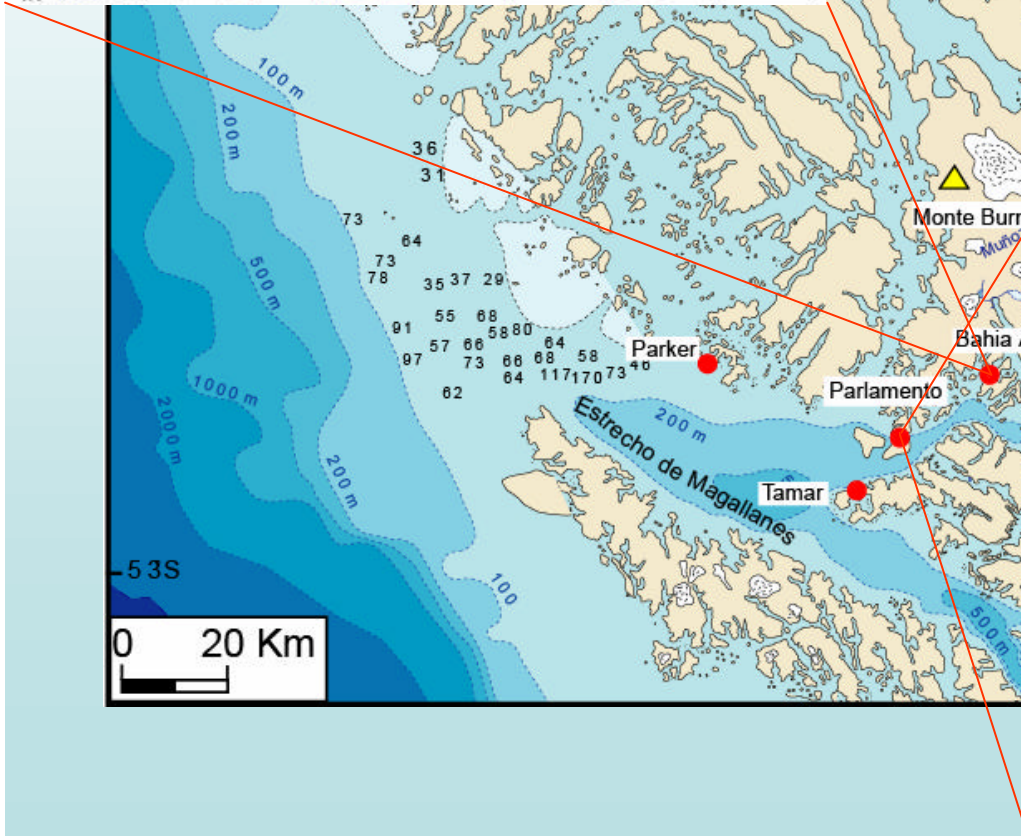 100 m
200 m
36
31
Monte Burr
73
64
Muño
73
78
500 m
35 37 29
55 68
91
58 80
57 66
64
Bahia A
97
73
66
68
58
Parker
46
64
117 170 73
62
1000 m
Parlamento
2000 m
200 m
200 m
Estrecho de Magallanes
Tamar
53S
100
500 m
0 20 Km